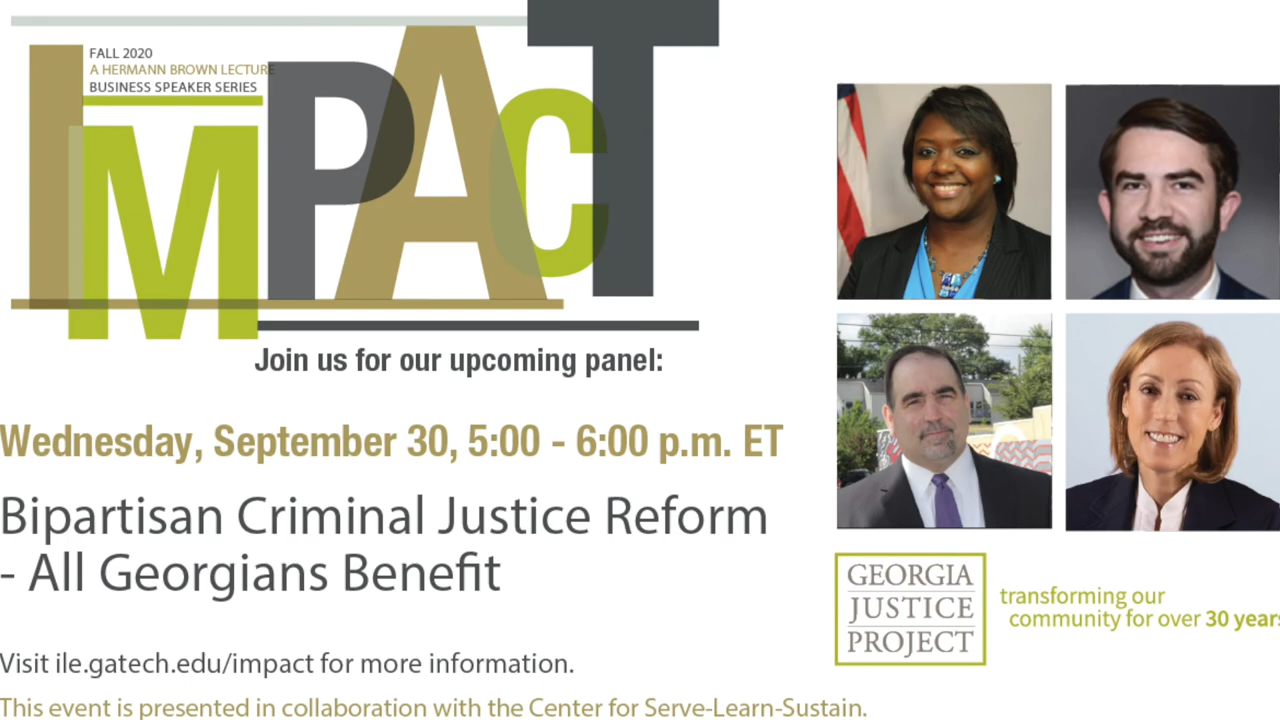 FALL 2020
A HERMANN BROWN LECTURE
BUSINESS SPEAKER SERIES
IMPACT
Join us for our upcoming panel:
Wednesday, September 30, 5:00 - 6:00 p.m. ET
Bipartisan Criminal Justice Reform
- All Georgians Benefit
Visit ile.gatech.edu/impact for more information.
This event is presented in collaboration with the Center for Serve-Learn-Sustain.
GEORGIA
JUSTICE
PROJECT
transforming our
community for over 30 years